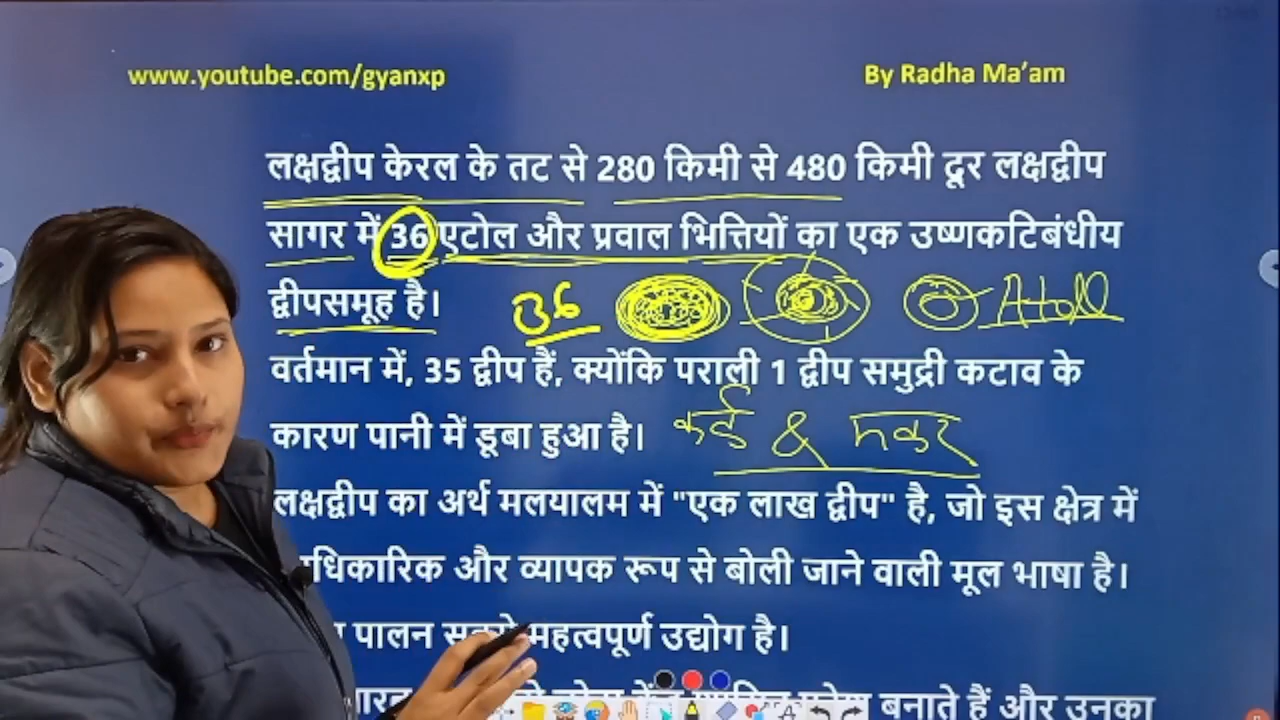 www.youtube.com/gyanxp
By Radha Ma'am
लक्षद्वीप केरल के तट से 280 किमी से 480 किमी दूर लक्षद्वीप
सागर में 36 एटोल और प्रवाल भित्तियों का एक उष्णकटिबंधीय
द्वीपसमूह है।
36
Atoll
वर्तमान में, 35 द्वीप हैं, क्योंकि पराली 1 द्वीप समुद्री कटाव के
कारण पानी में डूबा हुआ है।
&
लक्षद्वीप का अर्थ मलयालम में "एक लाख द्वीप" है, जो इस क्षेत्र में
और व्यापक रूप से बोली जाने वाली मूल भाषा है।
पालन सबसे महत्वपूर्ण उद्योग है।
बनाते हैं और उनका